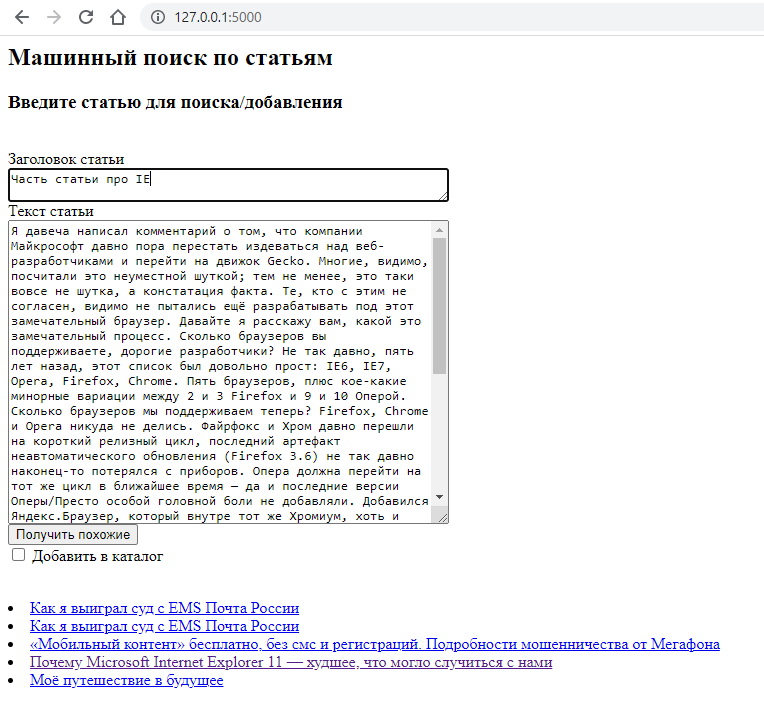 127.0.0.1:5000
Машинный поиск по статьям
Введите статью для поиска/добавления
Заголовок статьи
Часть статьи про IE
Текст статьи
Я давеча написал комментарий о том, что компании
Майкрософт давно пора перестать издеваться над веб-
разработчиками и перейти на движок Gecko. Многие, видимо,
посчитали это неуместной шуткой; тем не менее, это таки
вовсе не шутка, а констатация факта. Те, кто с этим не
согласен, видимо не пытались ещё разрабатывать под этот
замечательный браузер. Давайте я расскажу вам, какой это
замечательный процесс. Сколько браузеров вы
поддерживаете, дорогие разработчики? Не так давно, пять
лет назад, этот список был довольно прост: IE6, IE7,
Opera, Firefox, Chrome. Пять браузеров, плюс кое-какие
минорные вариации между 2 и 3 Firefox и 9 и 10 Оперой.
Сколько браузеров мы поддерживаем теперь? Firefox, Chrome
и Opera никуда не делись. Файрфокс и Хром давно перешли
на короткий релизный цикл, последний артефакт
неавтоматического обновления (Firefox 3.6) не так давно
наконец-то потерялся с приборов. Опера должна перейти на
тот же цикл в ближайшее время — да и последние версии
Оперы/Престо особой головной боли не добавляли. Добавился
Яндекс.Браузер, который внутре тот же Хромиум, хоть и
Получить похожие
Добавить в каталог
Как я выиграл суд с EMS Почта России
Как я выиграл суд с EMS Почта России
«Мобильный контент» бесплатно, без смс и регистраций. Подробности мошенничества от Мегафона
Почему Microsoft Internet Explorer 11 — худшее, что могло случиться с нами
Моё путешествие в будущее